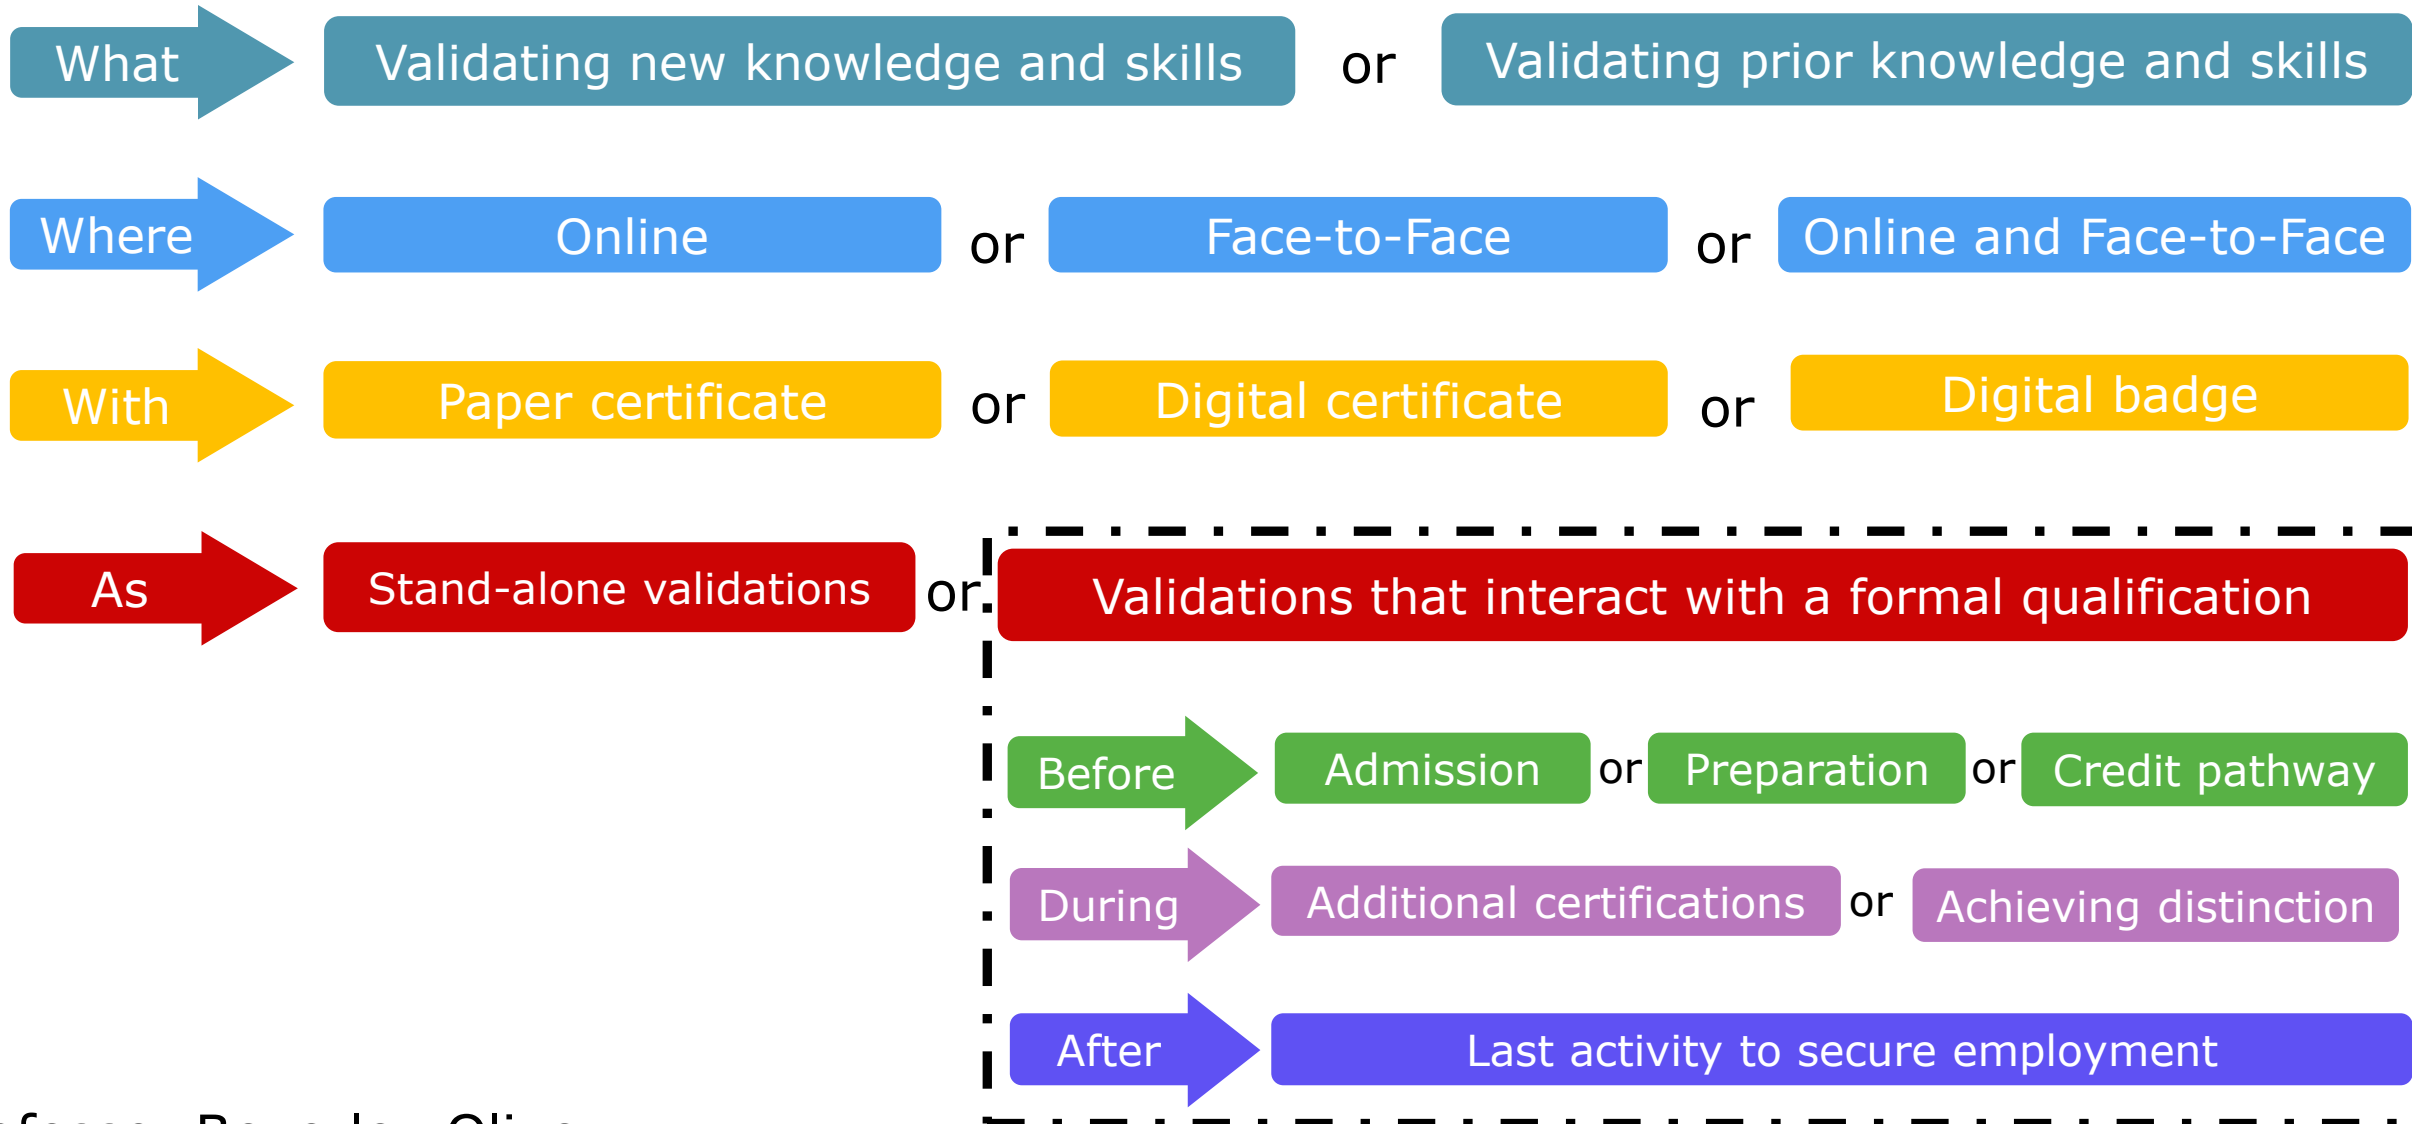 What Validating new knowledge and skills or Validating prior knowledge and skills
Where Online or Face-to-Face or Online and Face-to-Face
With Paper certificate or Digital certificate or Digital badge
As Stand-alone validations or Validations that interact with a formal qualification
Before Admission or Preparation or Credit pathway
During Additional certifications or Achieving distinction
After Last activity to secure employment